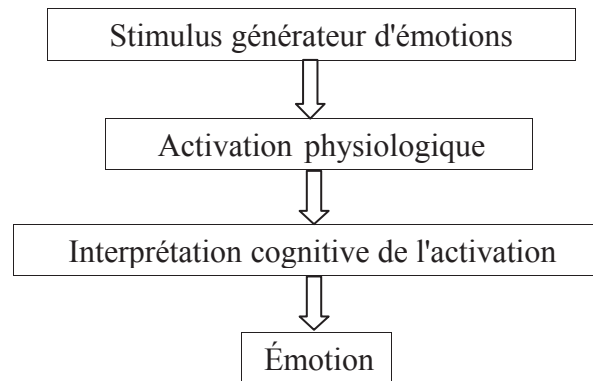 Stimulus générateur d'émotions
Activation physiologique
Interprétation cognitive de l'activation
Émotion